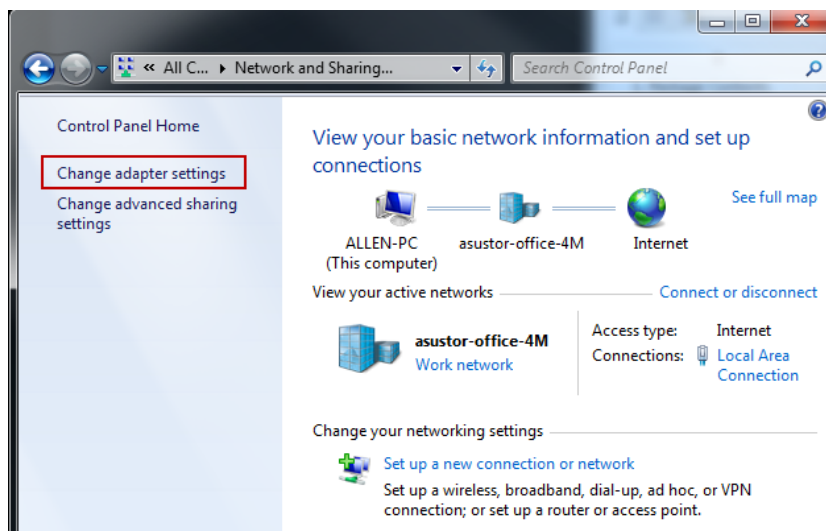 « All C... ▸ Network and Sharing...
Search Control Panel
Control Panel Home
Change adapter settings
Change advanced sharing
settings
View your basic network information and set up
connections
See full map
ALLEN-PC
(This computer)
asustor-office-4M
Internet
View your active networks
Connect or disconnect
asustor-office-4M
Work network
Access type: Internet
Connections: Local Area
Connection
Change your networking settings
Set up a new connection or network
Set up a wireless, broadband, dial-up, ad hoc, or VPN
connection; or set up a router or access point.